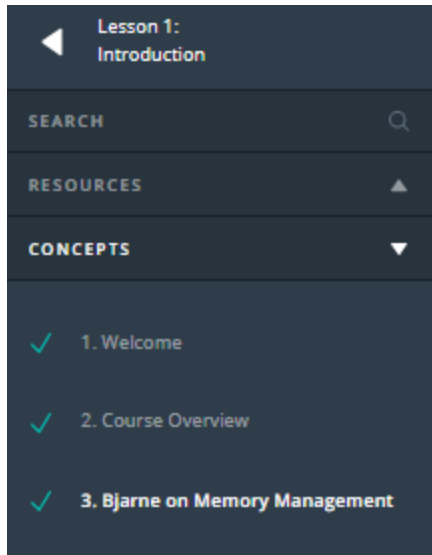 Lesson 1:
Introduction
SEARCH
RESOURCES
CONCEPTS
1. Welcome
2. Course Overview
3. Bjarne on Memory Management